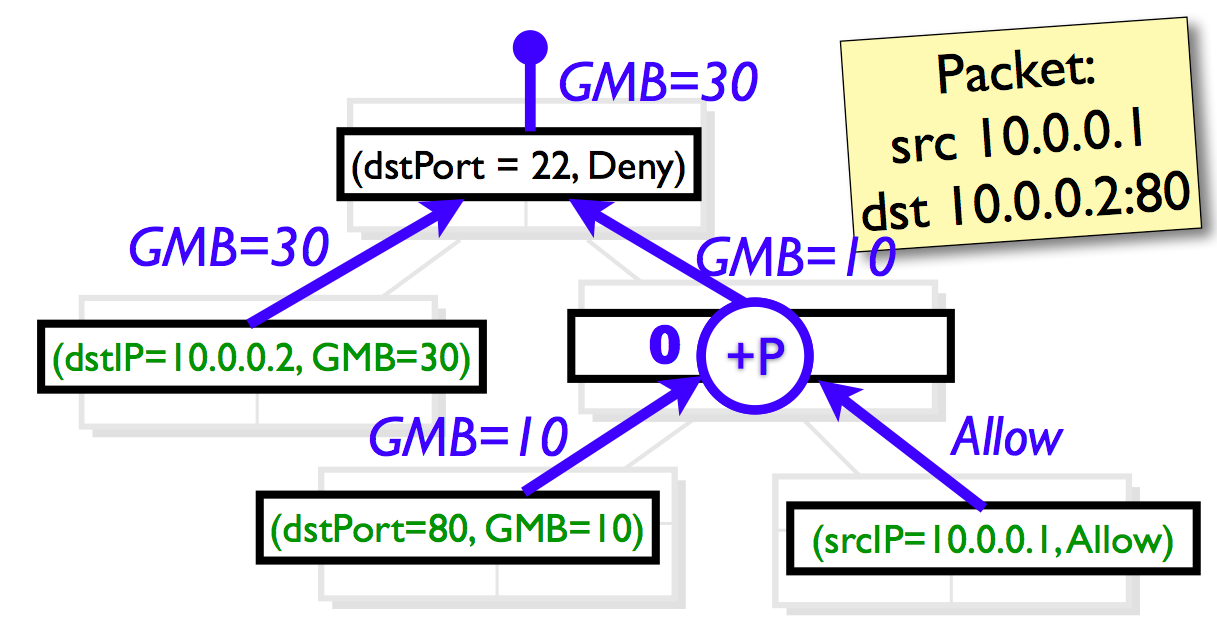 GMB=30
Packet:
src 10.0.0.1
dst 10.0.0.2:80
(dstPort = 22, Deny)
GMB=30
GMB=10
(dstIP=10.0.0.2, GMB=30)
0
+P
GMB=10
Allow
(dstPort=80, GMB=10)
(srcIP=10.0.0.1, Allow)